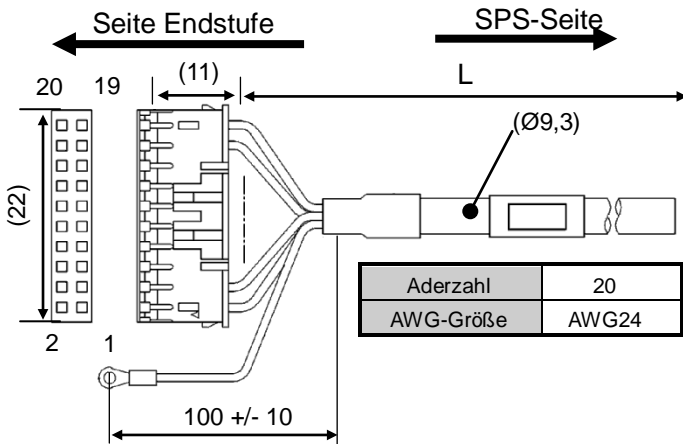 Seite Endstufe
SPS-Seite
20
19
(11)
L
(Ø9,3)
(22)
Aderzahl 20
AWG-Größe AWG24
2
1
100 +/- 10